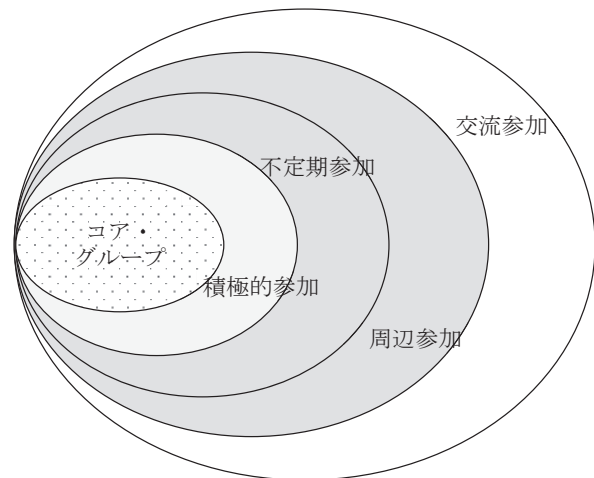 交流参加
不定期参加
コア・
グループ
積極的参加
周辺参加